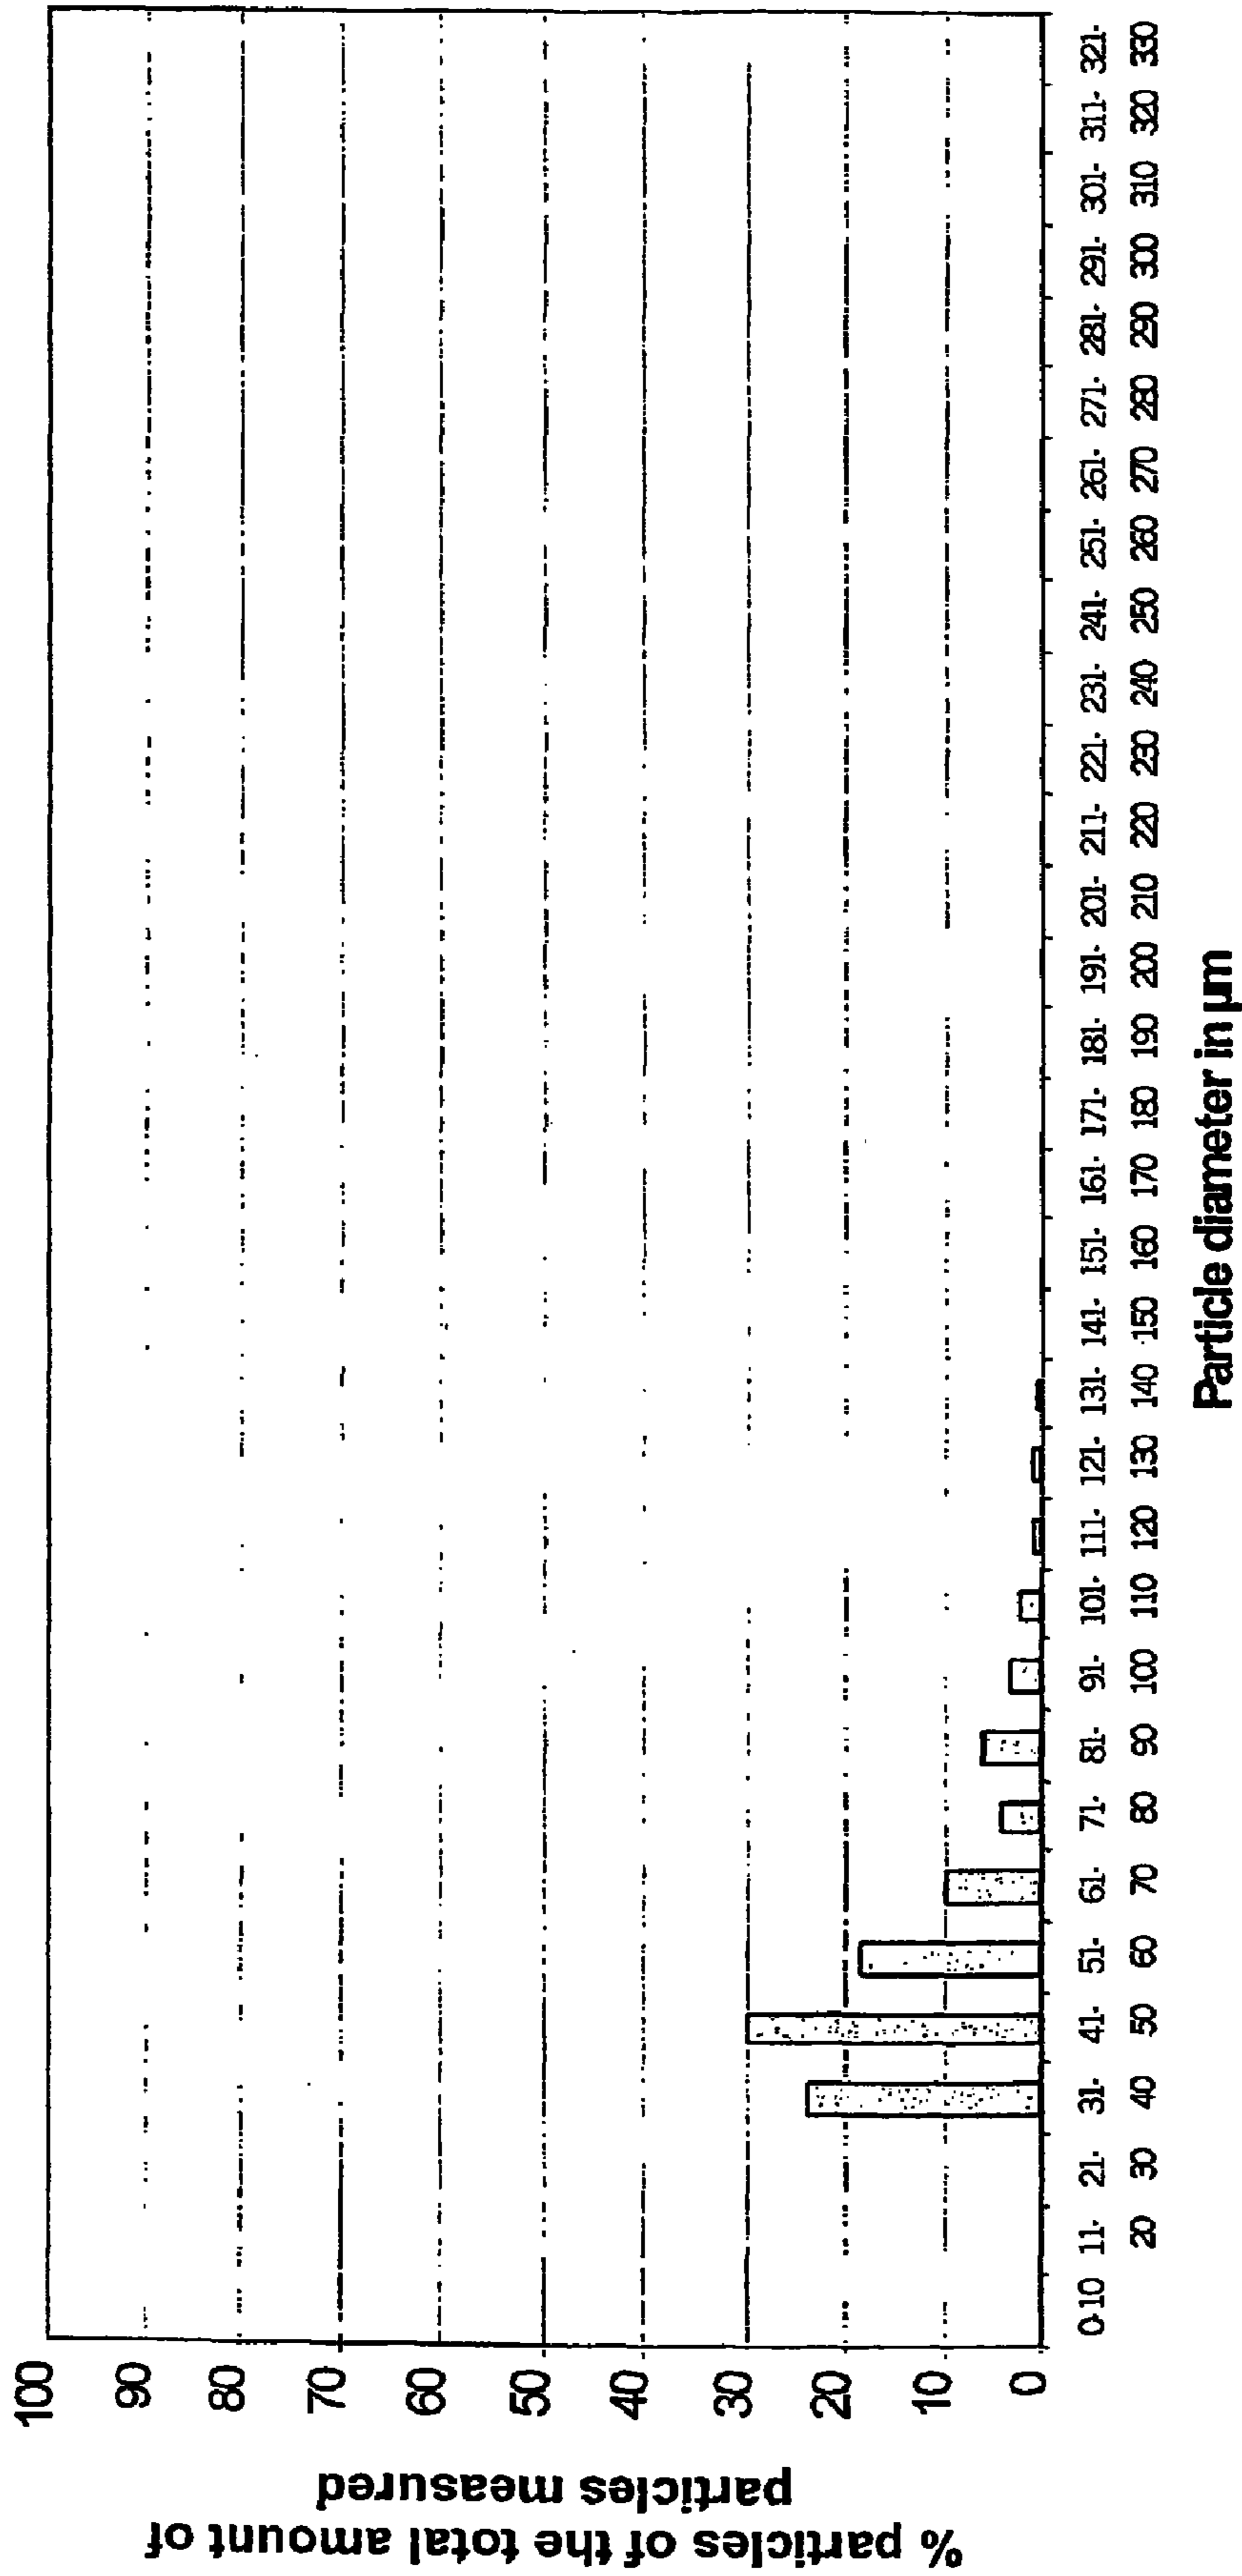 % particles of the total amount of
particles measured
100
90
80
70
60
50
40
30
20
10
0
0-10 11- 21- 31- 41- 51- 61- 71- 81- 91- 101- 111- 121- 131- 141- 151- 161- 171- 181- 191- 201- 211- 221- 231- 241- 251- 261- 271- 281- 291- 301- 311- 321-
20 30 40 50 60 70 80 90 100 110 120 130 140 150 160 170 180 190 200 210 220 230 240 250 260 270 280 290 300 310 320 330
Particle diameter in µm